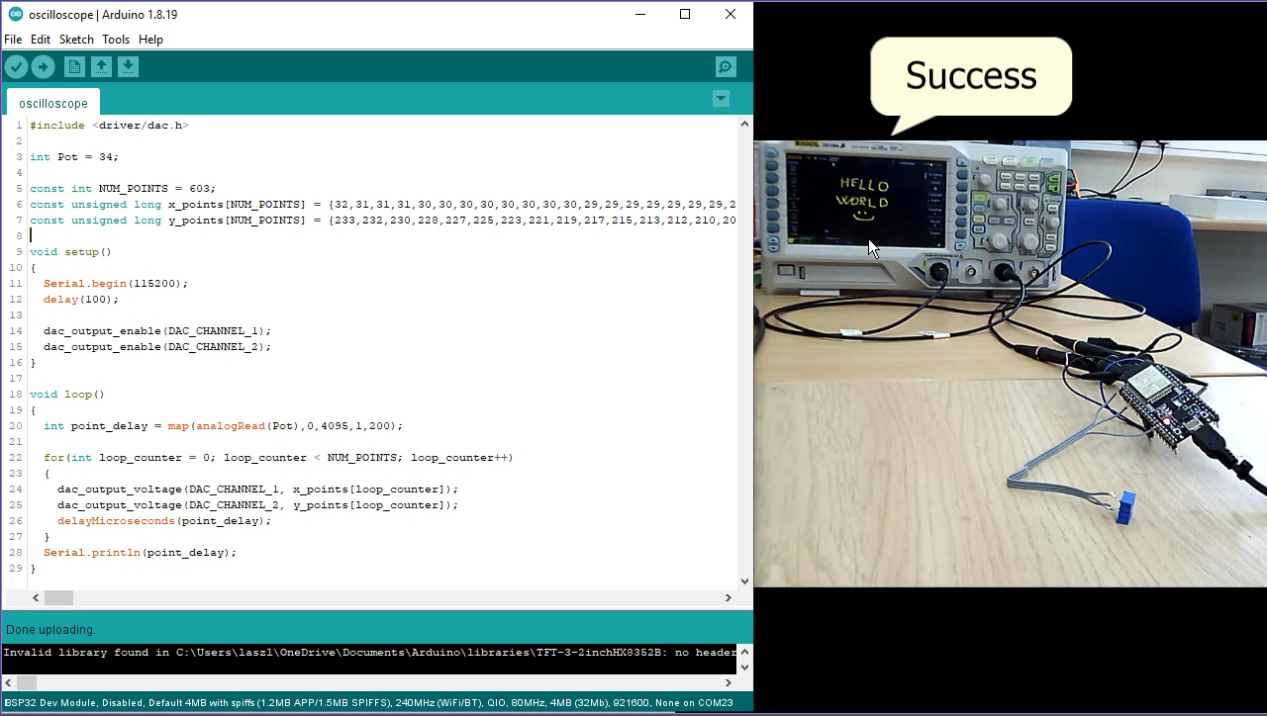 oscilloscope | Arduino 1.8.19
File Edit Sketch Tools Help
oscilloscope
1 #include <driver/dac.h>
2
3 int Pot = 34;
4
5 const int NUM_POINTS = 603;
6 const unsigned long x_points[NUM_POINTS] = {32,31,31,31,30,30,30,30,30,30,30,30,29,29,29,29,29,29,29,2
7 const unsigned long y_points[NUM_POINTS] = {233,232,230,228,227,225,223,221,219,217,215,213,212,210,20
8
9 void setup()
10 {
11 Serial.begin(115200);
12 delay(100);
13
14 dac_output_enable(DAC_CHANNEL_1);
15 dac_output_enable(DAC_CHANNEL_2);
16 }
17
18 void loop()
19 {
20 int point_delay = map(analogRead(Pot),0,4095,1,200);
21
22 for(int loop_counter = 0; loop_counter < NUM_POINTS; loop_counter++)
23 {
24 dac_output_voltage(DAC_CHANNEL_1, x_points[loop_counter]);
25 dac_output_voltage(DAC_CHANNEL_2, y_points[loop_counter]);
26 delayMicroseconds(point_delay);
27 }
28 Serial.println(point_delay);
29 }
Done uploading.
Invalid library found in C:\Users\laszl\OneDrive\Documents\Arduino\libraries\TFT-3-2inchHX8352B: no header
ESP32 Dev Module, Disabled, Default 4MB with spiffs (1.2MB APP/1.5MB SPIFFS), 240MHz (WiFi/BT), QIO, 80MHz, 4MB (32Mb), 921600, None on COM23
Success
HELLO
WORLD